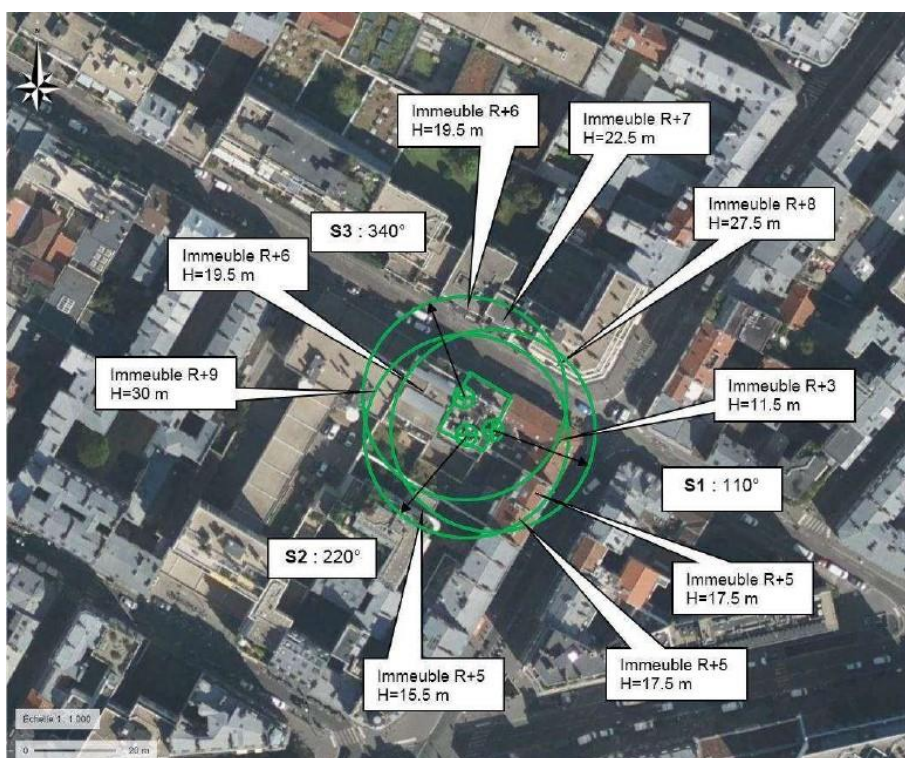 N
Immeuble R+6
H=19.5 m
Immeuble R+7
H=22.5 m
Immeuble R+8
H=27.5 m
S3 : 340°
Immeuble R+6
H=19.5 m
Immeuble R+9
H=30 m
Immeuble R+3
H=11.5 m
S1 : 110°
S2 : 220°
Immeuble R+5
H=17.5 m
Immeuble R+5
H=17.5 m
Immeuble R+5
H=15.5 m
Echelle 1 : 1 000
0 20 m